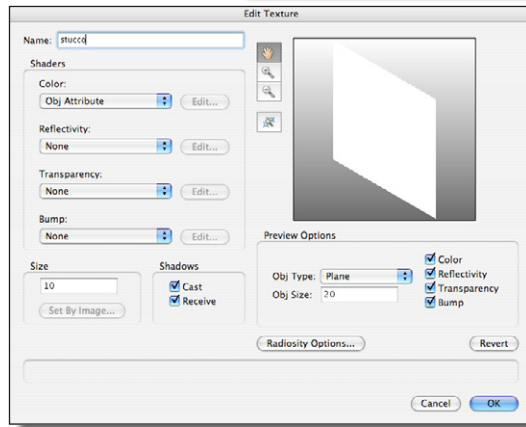 Edit Texture
Name: stucco
Shaders
Color:
Obj Attribute Edit...
Reflectivity:
None Edit...
Transparency:
None Edit...
Bump:
None Edit...
Size
10
Set By Image...
Shadows
Cast
Receive
Preview Options
Obj Type: Plane
Obj Size: 20
Color
Reflectivity
Transparency
Bump
Radiosity Options...
Revert
Cancel
OK